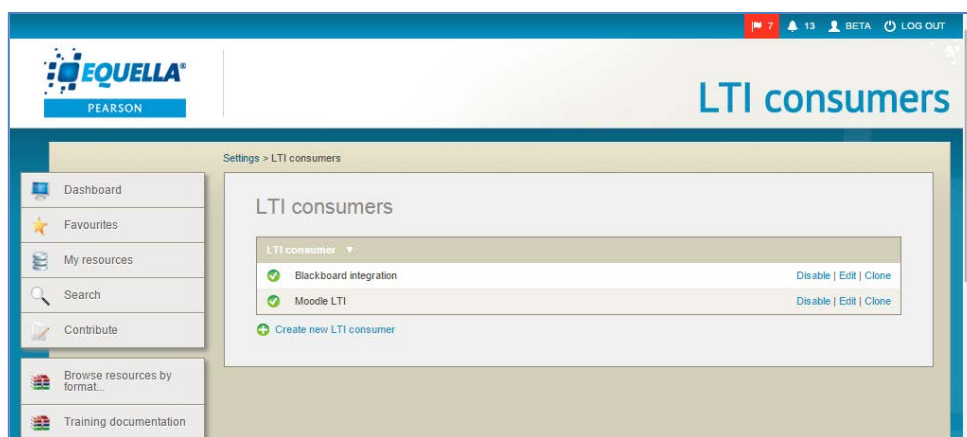 7 13 BETA LOG OUT
EQUELLA®
PEARSON
LTI consumers
Settings > LTI consumers
Dashboard
Favourites
My resources
Search
Contribute
Browse resources by
format...
Training documentation
LTI consumers
LTI consumer ▼
Blackboard integration Disable | Edit | Clone
Moodle LTI Disable | Edit | Clone
Create new LTI consumer